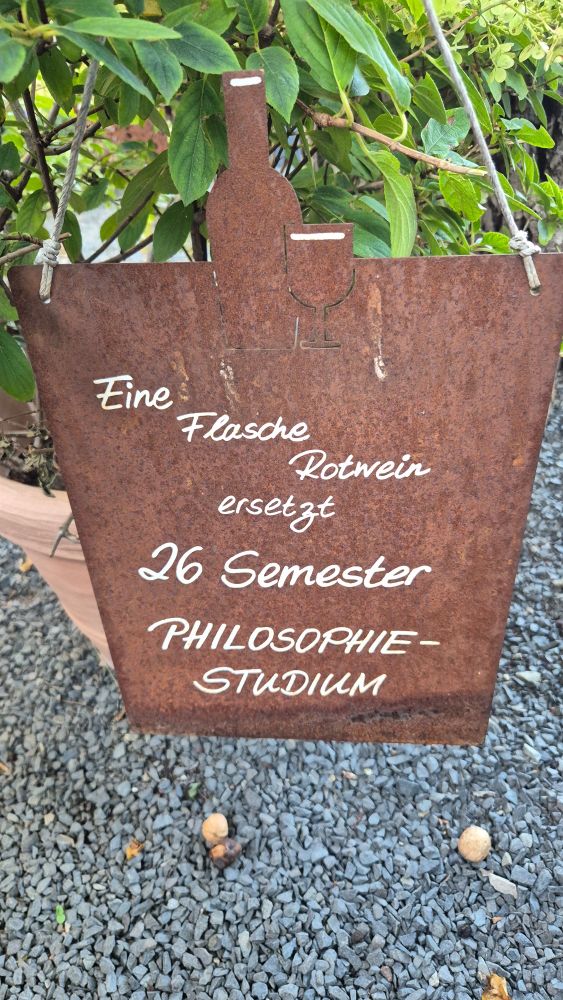 Eine
Flasche
Rotwein
ersetzt
26 Semester
PHILOSOPHIE-
STUDIUM